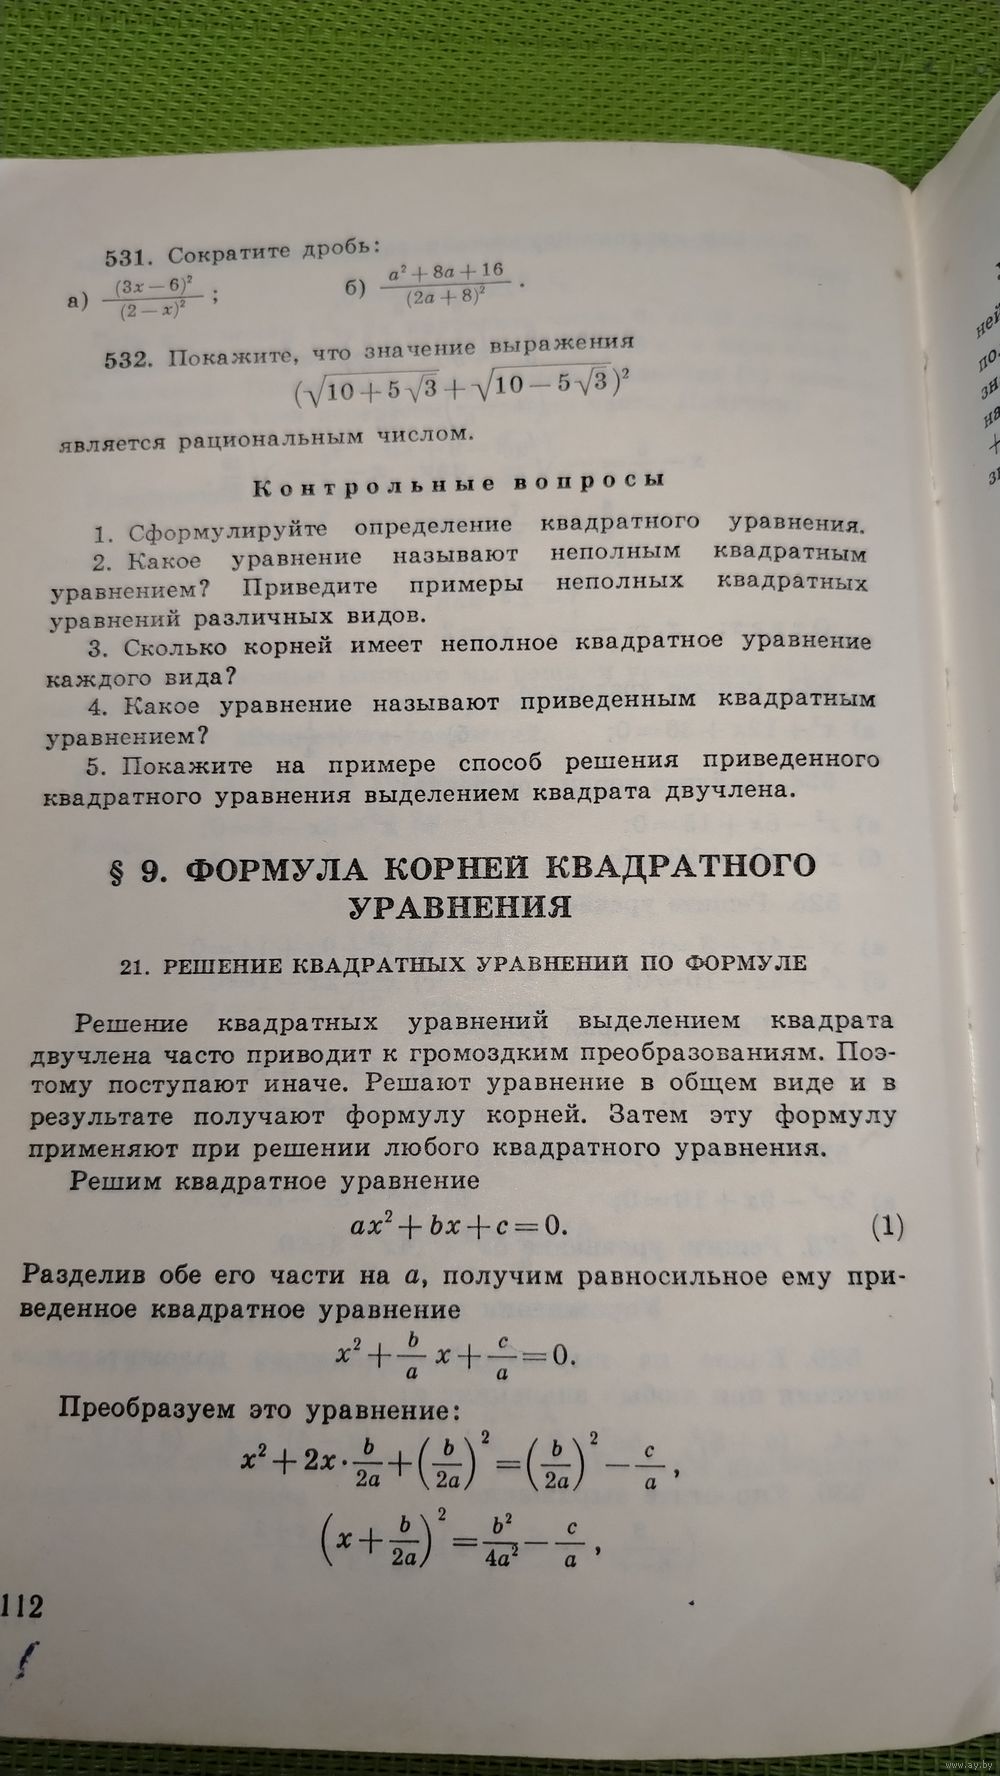 531. Сократите дробь:
а) (3x − 6)² / (2 − x)² ; б) a² + 8a + 16 / (2a + 8)² .
532. Покажите, что значение выражения
(√10 + 5√3 + √10 − 5√3)²
является рациональным числом.
Контрольные вопросы
1. Сформулируйте определение квадратного уравнения.
2. Какое уравнение называют неполным квадратным
уравнением? Приведите примеры неполных квадратных
уравнений различных видов.
3. Сколько корней имеет неполное квадратное уравнение
каждого вида?
4. Какое уравнение называют приведенным квадратным
уравнением?
5. Покажите на примере способ решения приведенного
квадратного уравнения выделением квадрата двучлена.
§ 9. ФОРМУЛА КОРНЕЙ КВАДРАТНОГО
УРАВНЕНИЯ
21. РЕШЕНИЕ КВАДРАТНЫХ УРАВНЕНИЙ ПО ФОРМУЛЕ
Решение квадратных уравнений выделением квадрата
двучлена часто приводит к громоздким преобразованиям. Поэ-
тому поступают иначе. Решают уравнение в общем виде и в
результате получают формулу корней. Затем эту формулу
применяют при решении любого квадратного уравнения.
Решим квадратное уравнение
ax² + bx + c = 0. (1)
Разделив обе его части на a, получим равносильное ему при-
веденное квадратное уравнение
x² + b/a x + c/a = 0.
Преобразуем это уравнение:
x² + 2x · b/2a + (b/2a)² = (b/2a)² − c/a ,
(x + b/2a)² = b²/4a² − c/a ,
112
ней
по
зн
на
+
www.ay.by